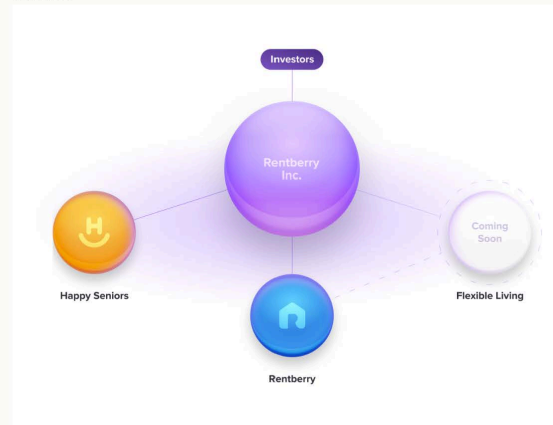 Investors
Rentberry
Inc.
H
Coming
Soon
Happy Seniors
R
Flexible Living
Rentberry